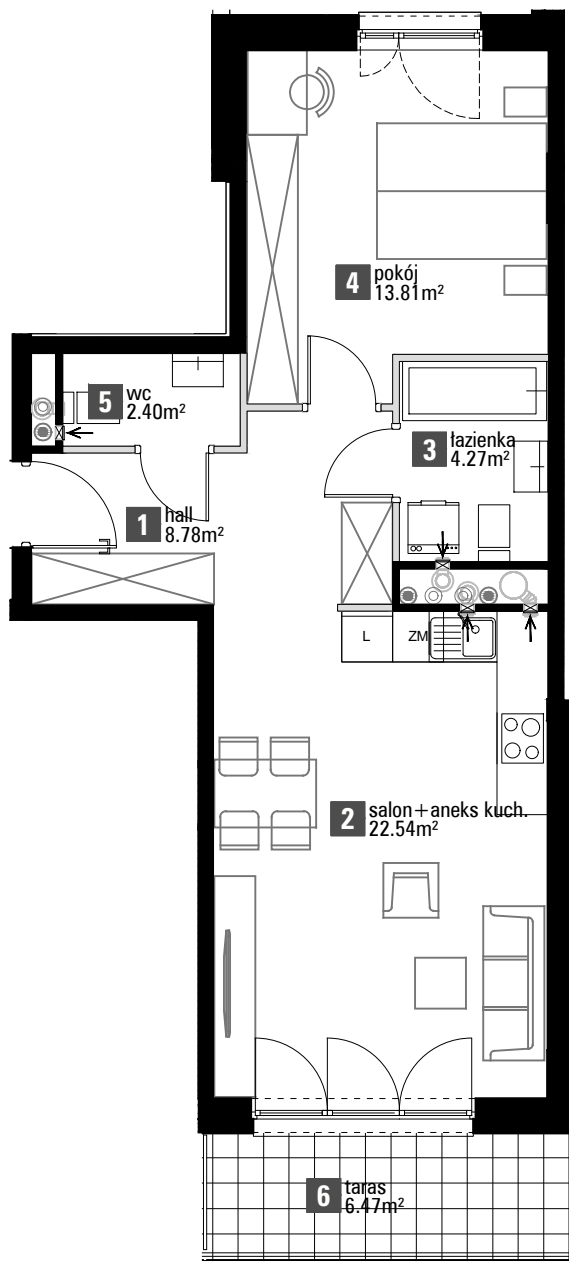 4 pokój
13.81m²
5 wc
2.40m²
3 łazienka
4.27m²
1 hall
8.78m²
L
ZM
2 salon+aneks kuch.
22.54m²
6 taras
6.47m²